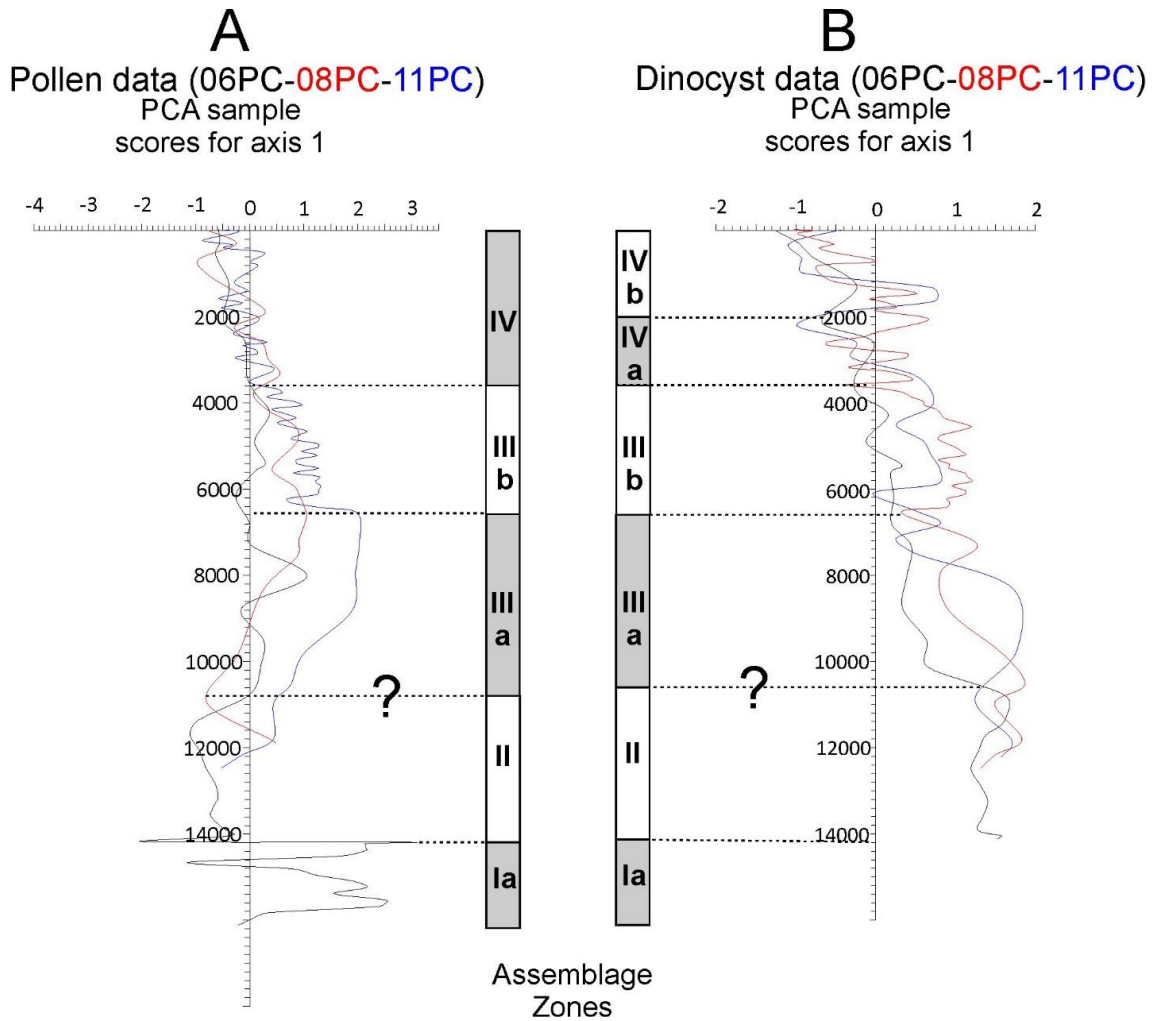 A
Pollen data (06PC-08PC-11PC)
PCA sample
scores for axis 1
-4 -3 -2 -1 0 1 2 3
2000
4000
6000
8000
10000
12000
14000
?
IV
III
b
III
a
II
Ia
B
Dinocyst data (06PC-08PC-11PC)
PCA sample
scores for axis 1
-2 -1 0 1 2
IV
b
IV
a
III
b
III
a
II
Ia
?
2000
4000
6000
8000
10000
12000
14000
Assemblage
Zones